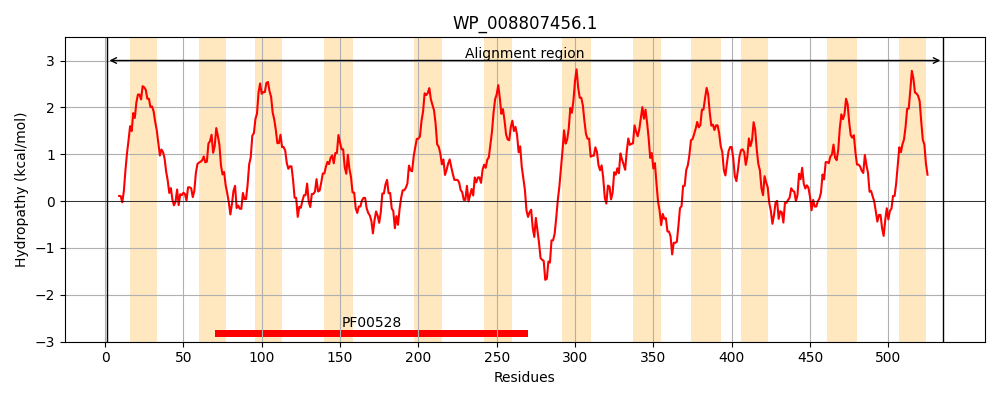 WP_008807456.1
Alignment region
3
2
1
0
−1
−2
−3
Hydropathy (kcal/mol)
PF00528
0 50 100 150 200 250 300 350 400 450 500
Residues